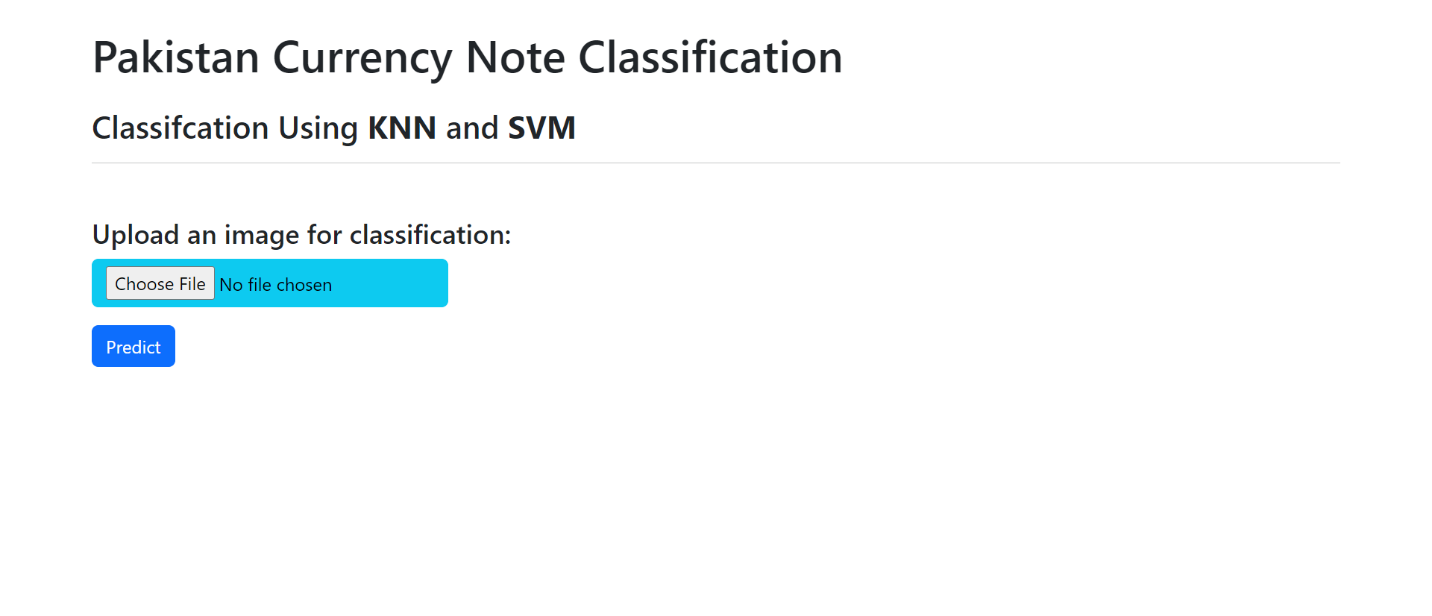 Pakistan Currency Note Classification
Classifcation Using KNN and SVM
Upload an image for classification:
Choose File No file chosen
Predict